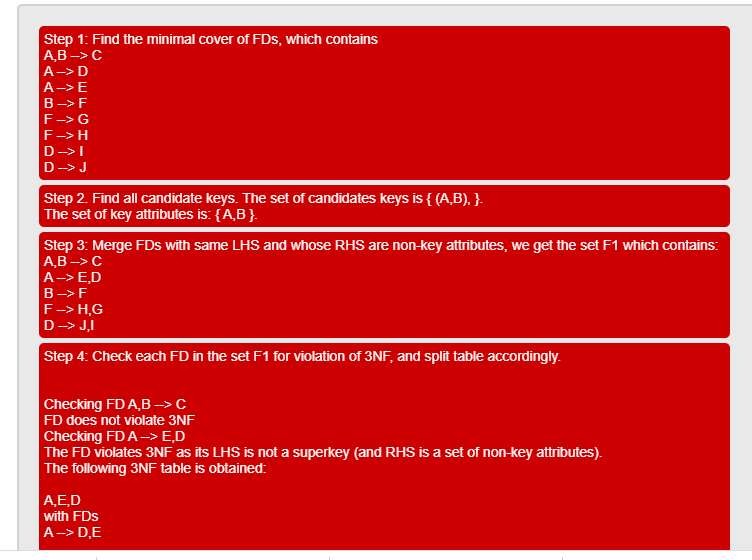 Step 1: Find the minimal cover of FDs, which contains
A,B --> C
A --> D
A --> E
B --> F
F --> G
F --> H
D --> I
D --> J
Step 2. Find all candidate keys. The set of candidates keys is { (A,B), }.
The set of key attributes is: { A,B }.
Step 3: Merge FDs with same LHS and whose RHS are non-key attributes, we get the set F1 which contains:
A,B --> C
A --> E,D
B --> F
F --> H,G
D --> J,I
Step 4: Check each FD in the set F1 for violation of 3NF, and split table accordingly.
Checking FD A,B --> C
FD does not violate 3NF
Checking FD A --> E,D
The FD violates 3NF as its LHS is not a superkey (and RHS is a set of non-key attributes).
The following 3NF table is obtained:
A,E,D
with FDs
A --> D,E